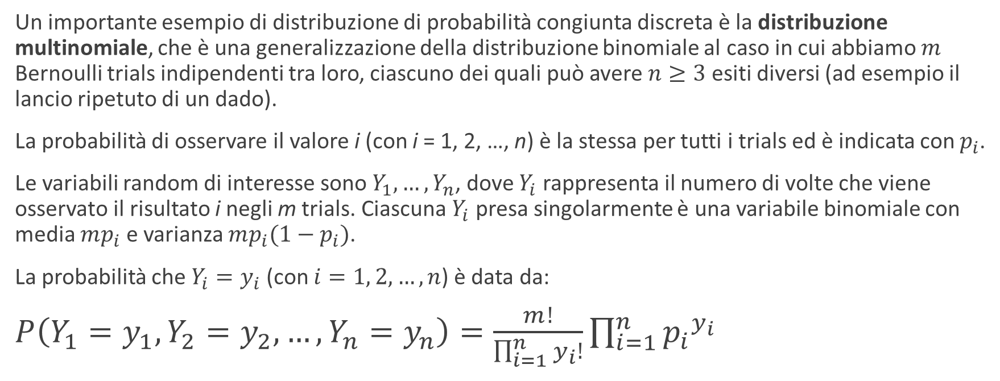 Un importante esempio di distribuzione di probabilità congiunta discreta è la distribuzione
multinomiale, che è una generalizzazione della distribuzione binomiale al caso in cui abbiamo m
Bernoulli trials indipendenti tra loro, ciascuno dei quali può avere n ≥ 3 esiti diversi (ad esempio il
lancio ripetuto di un dado).
La probabilità di osservare il valore i (con i = 1, 2, …, n) è la stessa per tutti i trials ed è indicata con p_i.
Le variabili random di interesse sono Y_1, … , Y_n, dove Y_i rappresenta il numero di volte che viene
osservato il risultato i negli m trials. Ciascuna Y_i presa singolarmente è una variabile binomiale con
media mp_i e varianza mp_i(1 − p_i).
La probabilità che Y_i = y_i (con i = 1, 2, … , n) è data da:
P(Y_1 = y_1, Y_2 = y_2, … , Y_n = y_n) = \frac{m!}{∏_{i=1}^{n} y_i!} ∏_{i=1}^{n} p_i^{y_i}